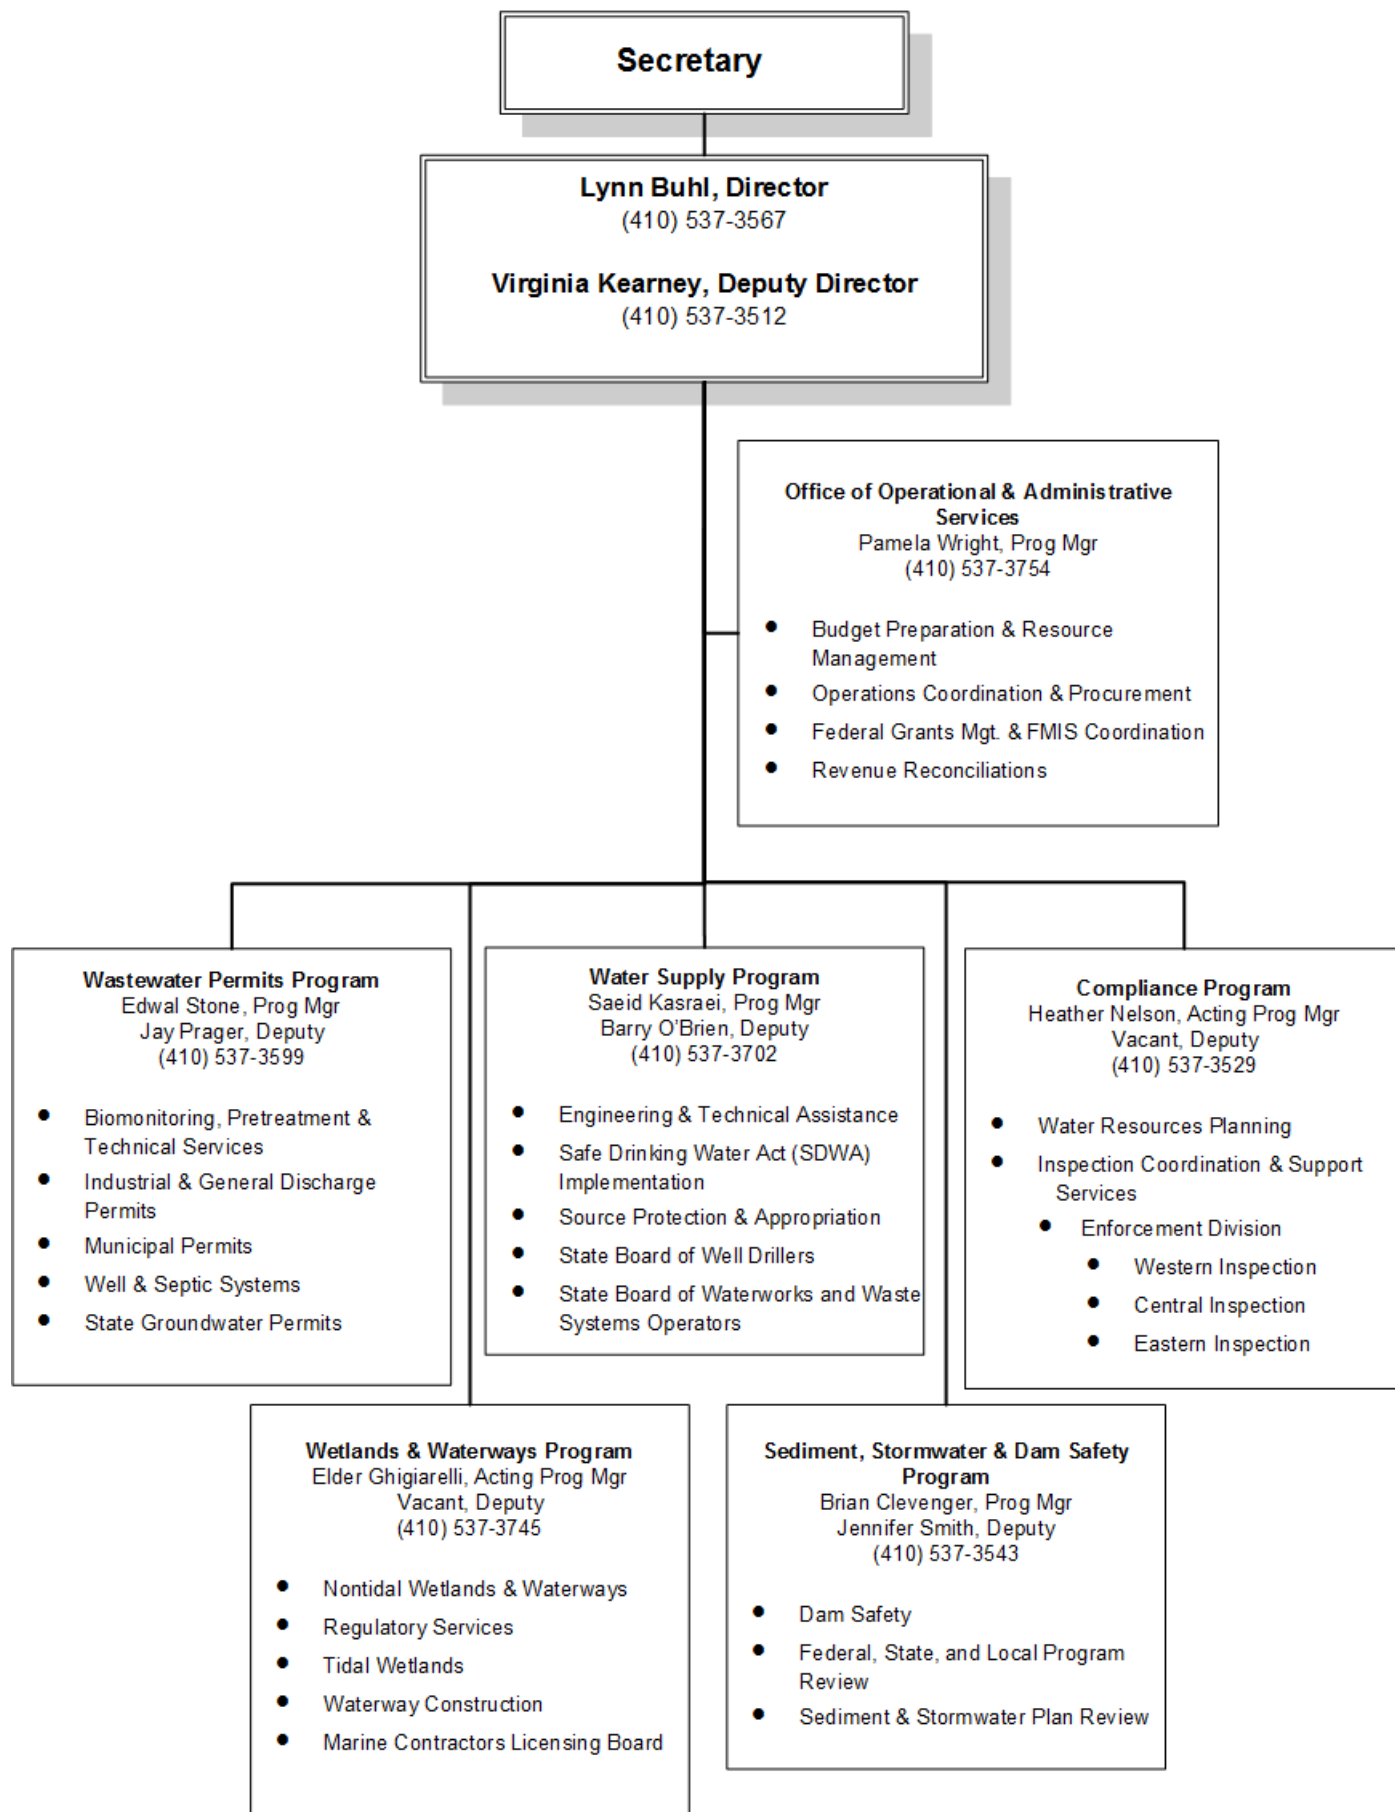 Secretary
Lynn Buhl, Director
(410) 537-3567
Virginia Kearney, Deputy Director
(410) 537-3512
Office of Operational & Administrative
Services
Pamela Wright, Prog Mgr
(410) 537-3754
● Budget Preparation & Resource
Management
● Operations Coordination & Procurement
● Federal Grants Mgt. & FMIS Coordination
● Revenue Reconciliations
Wastewater Permits Program
Edwal Stone, Prog Mgr
Jay Prager, Deputy
(410) 537-3599
● Biomonitoring, Pretreatment &
Technical Services
● Industrial & General Discharge
Permits
● Municipal Permits
● Well & Septic Systems
● State Groundwater Permits
Water Supply Program
Saeid Kasraei, Prog Mgr
Barry O'Brien, Deputy
(410) 537-3702
● Engineering & Technical Assistance
● Safe Drinking Water Act (SDWA)
Implementation
● Source Protection & Appropriation
● State Board of Well Drillers
● State Board of Waterworks and Waste
Systems Operators
Compliance Program
Heather Nelson, Acting Prog Mgr
Vacant, Deputy
(410) 537-3529
● Water Resources Planning
● Inspection Coordination & Support
Services
● Enforcement Division
● Western Inspection
● Central Inspection
● Eastern Inspection
Wetlands & Waterways Program
Elder Ghigiarelli, Acting Prog Mgr
Vacant, Deputy
(410) 537-3745
● Nontidal Wetlands & Waterways
● Regulatory Services
● Tidal Wetlands
● Waterway Construction
● Marine Contractors Licensing Board
Sediment, Stormwater & Dam Safety
Program
Brian Clevenger, Prog Mgr
Jennifer Smith, Deputy
(410) 537-3543
● Dam Safety
● Federal, State, and Local Program
Review
● Sediment & Stormwater Plan Review